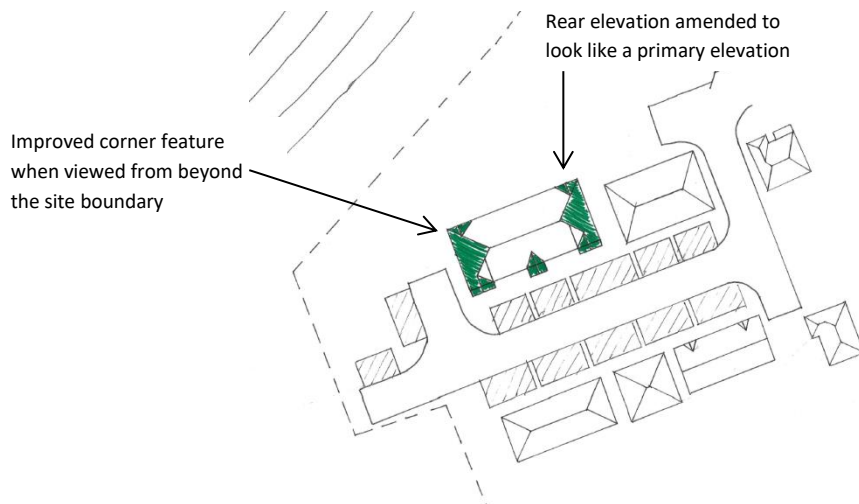 Rear elevation amended to
look like a primary elevation
Improved corner feature
when viewed from beyond
the site boundary